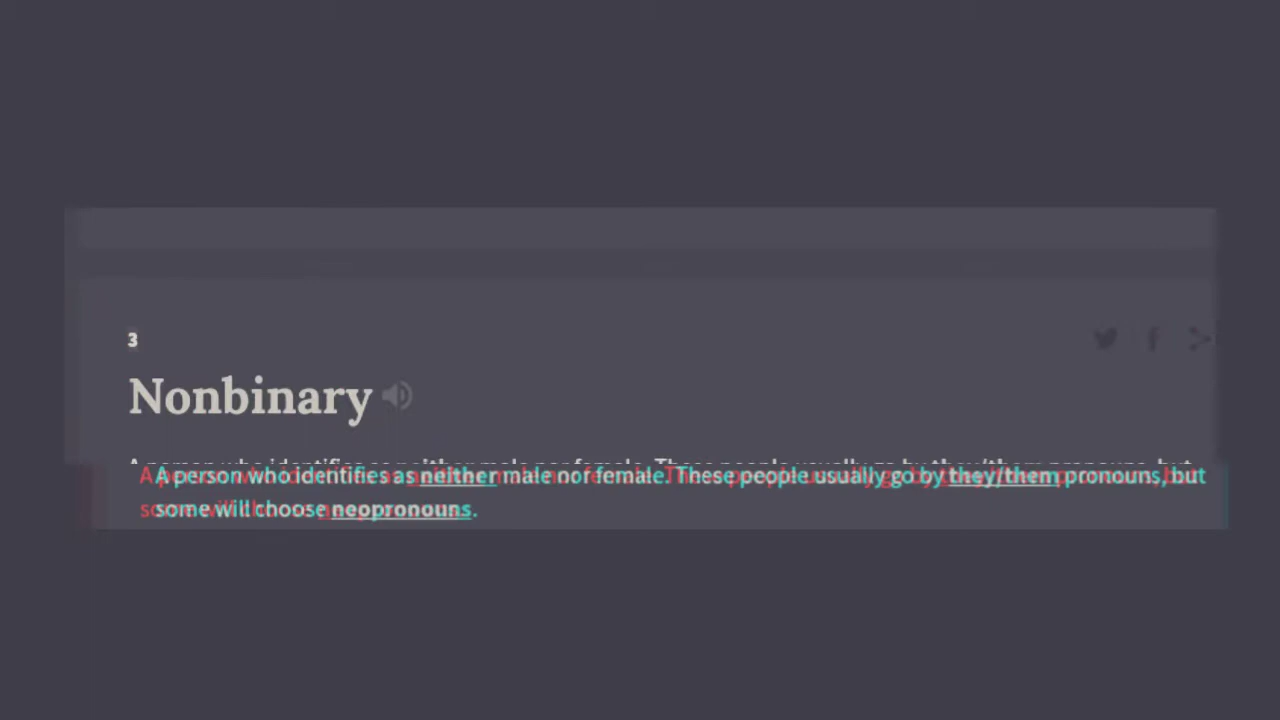 3
Nonbinary
A person who identifies as neither male nor female. These people usually go by they/them pronouns, but
some will choose neopronouns.